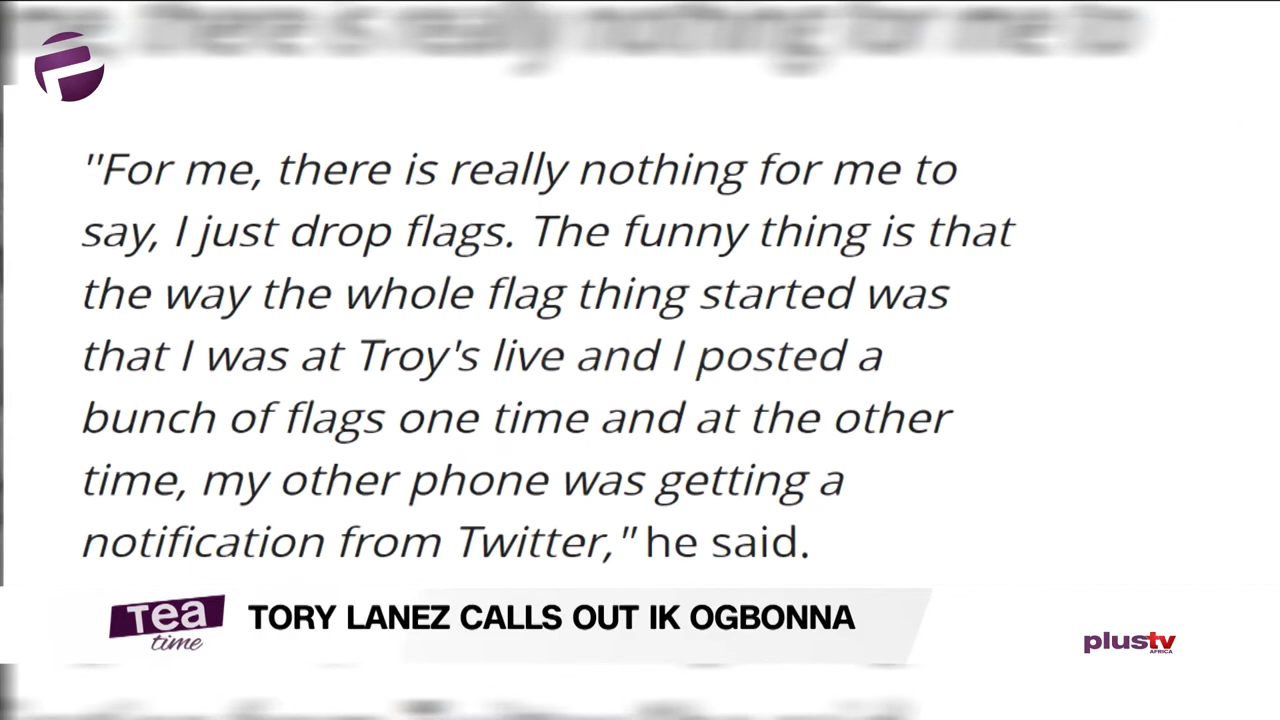 "For me, there is really nothing for me to
say, I just drop flags. The funny thing is that
the way the whole flag thing started was
that I was at Troy's live and I posted a
bunch of flags one time and at the other
time, my other phone was getting a
notification from Twitter," he said.
Tea
time
TORY LANEZ CALLS OUT IK OGBONNA
plustv
AFRICA